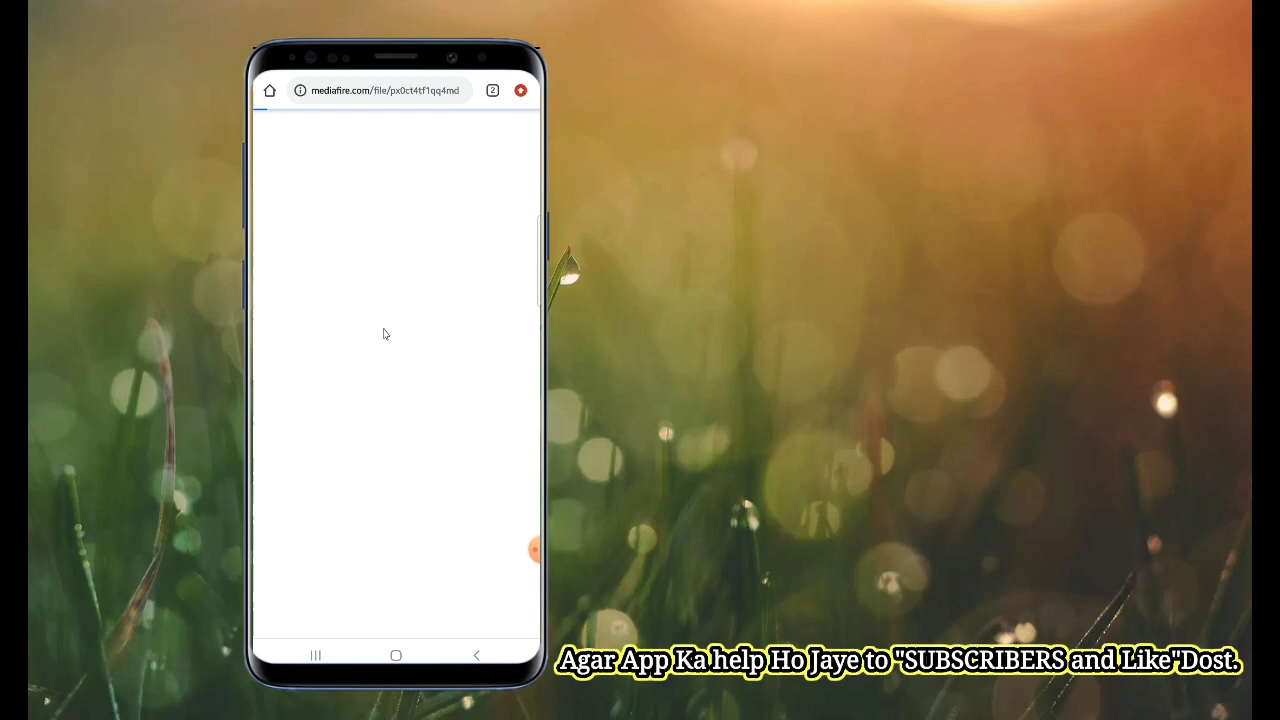 mediafire.com/file/px0ct4tf1qq4md
2
Agar App Ka help Ho Jaye to "SUBSCRIBERS and Like"Dost.